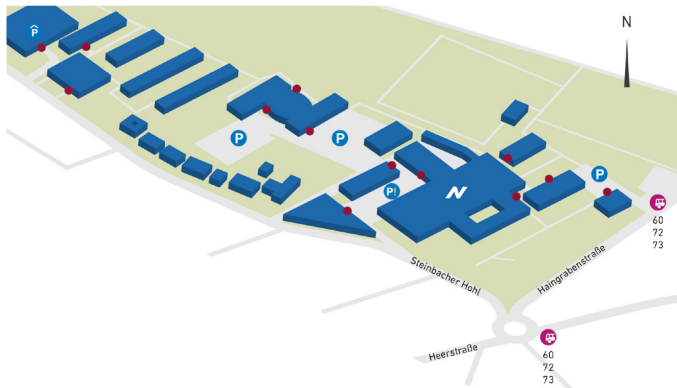 N
P
P
P
P
P!
N
60
72
73
Steinbacher Hohl
Haingrabenstraße
Heerstraße
60
72
73